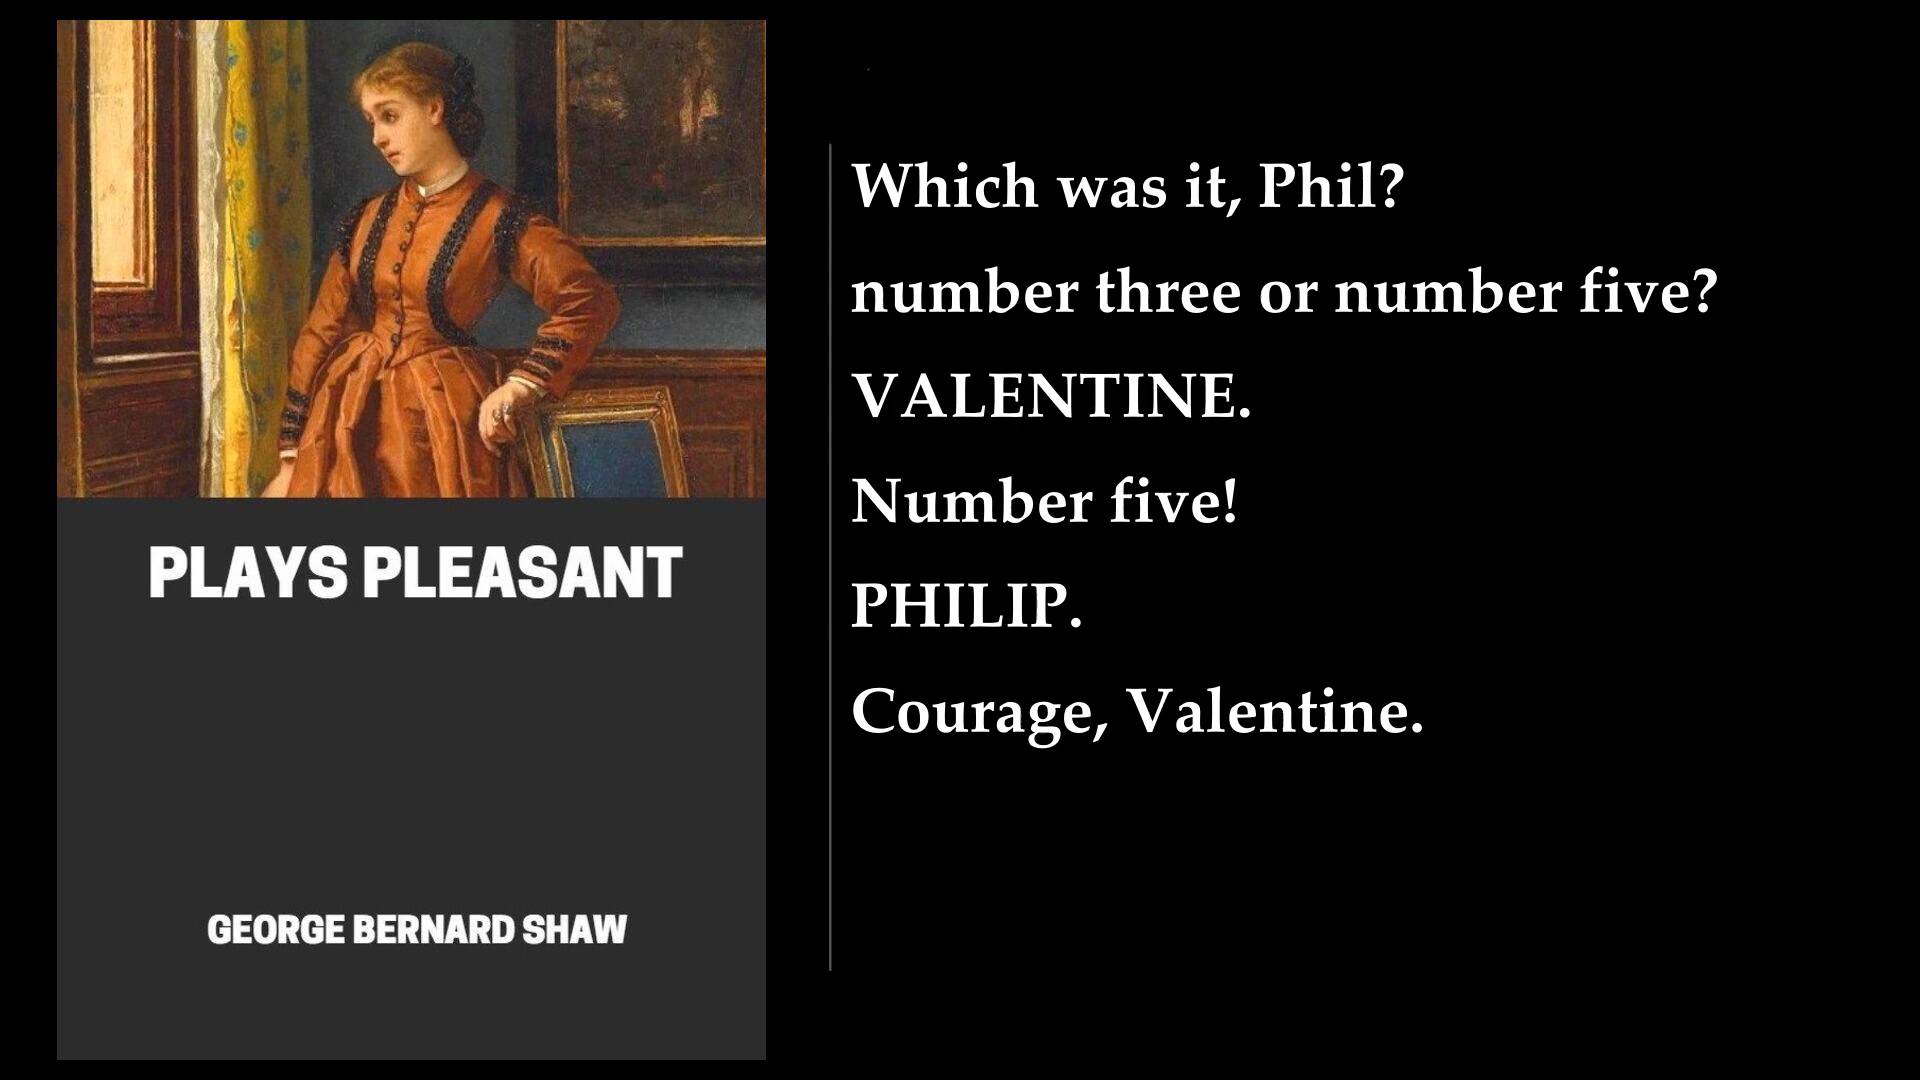 PLAYS PLEASANT
GEORGE BERNARD SHAW
Which was it, Phil?
number three or number five?
VALENTINE.
Number five!
PHILIP.
Courage, Valentine.